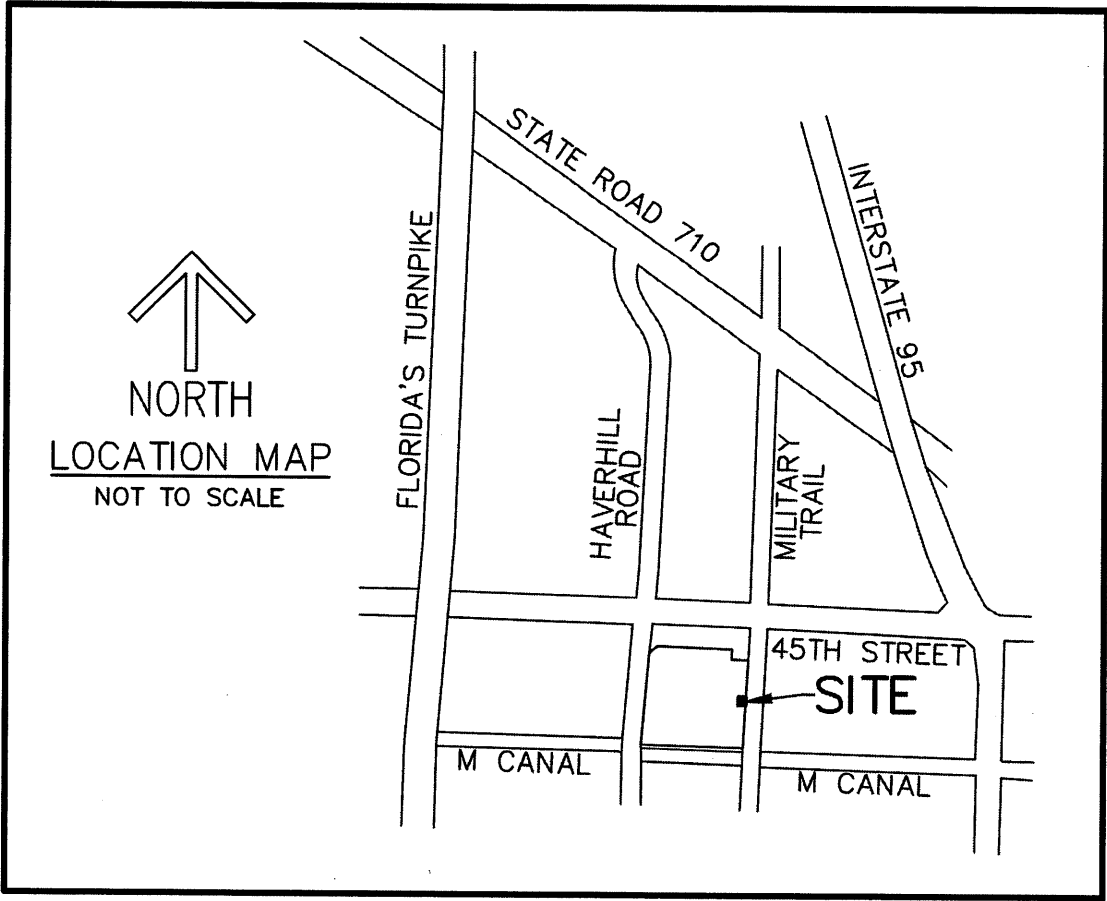 STATE ROAD 710
INTERSTATE 95
FLORIDA'S TURNPIKE
NORTH
LOCATION MAP
NOT TO SCALE
HAVERHILL
ROAD
MILITARY
TRAIL
45TH STREET
SITE
M CANAL
M CANAL